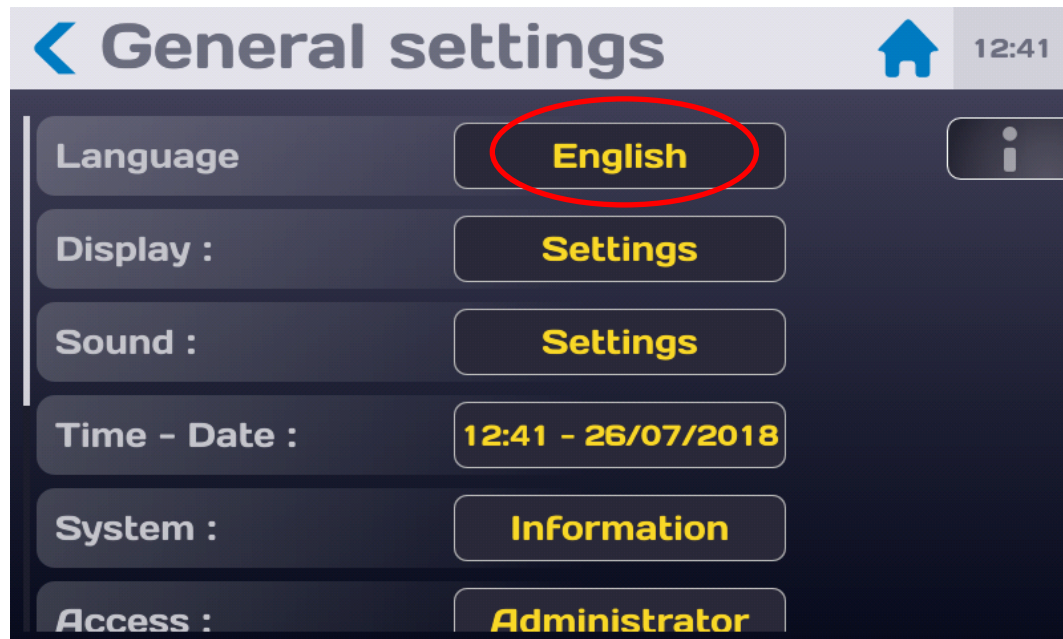 General settings
12:41
Language
English
Display :
Settings
Sound :
Settings
Time - Date :
12:41 - 26/07/2018
System :
Information
Access :
Administrator